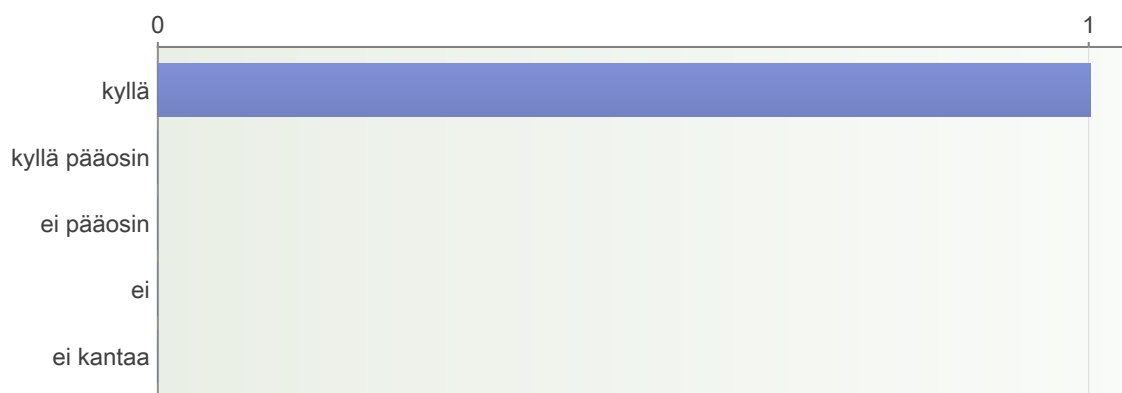 0 1
kyllä
kyllä pääosin
ei pääosin
ei
ei kantaa